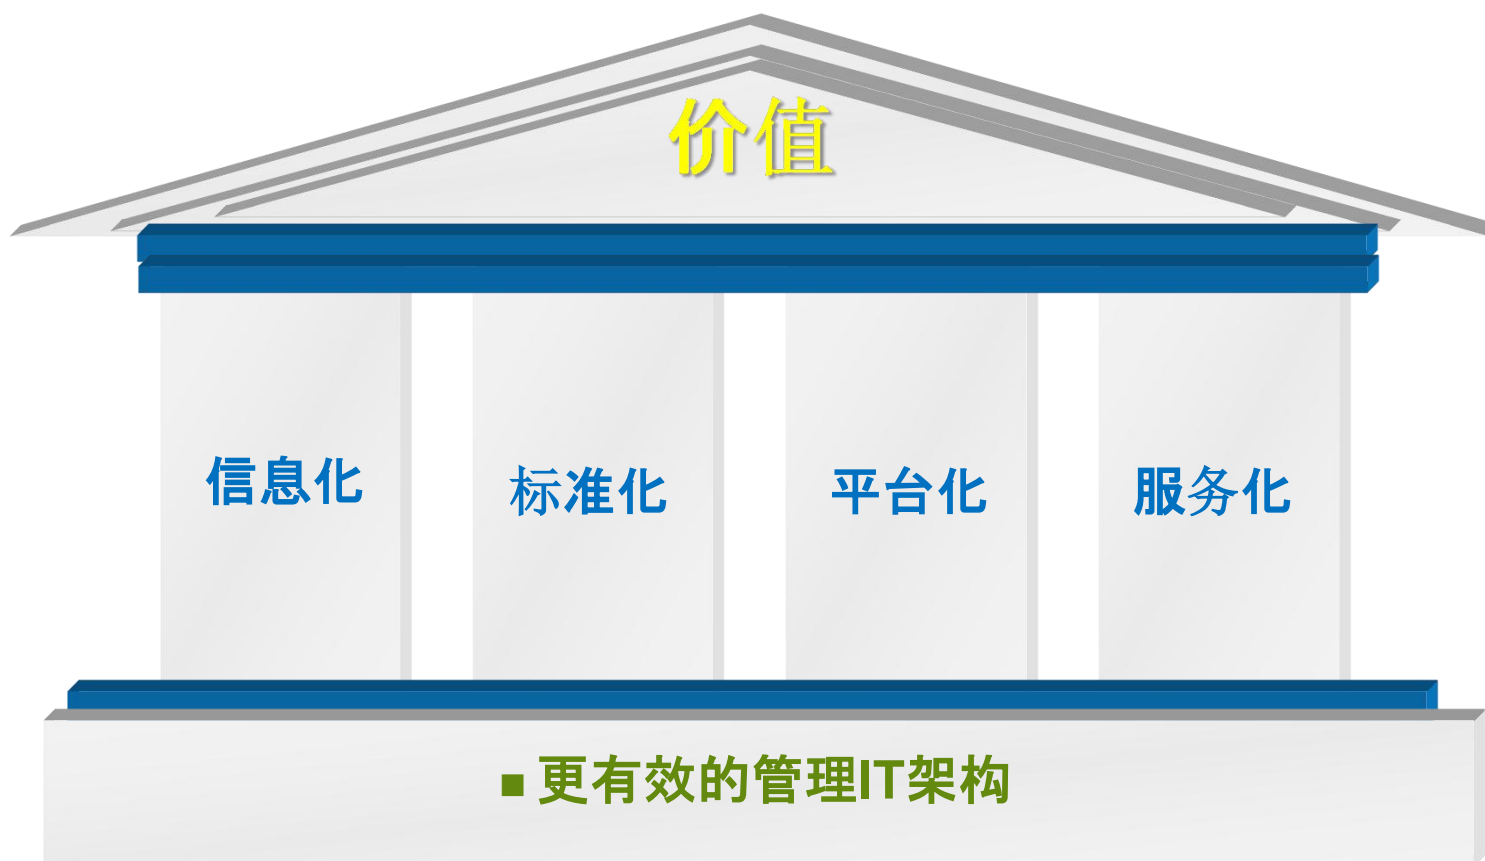 价值
信息化
标准化
平台化
服务化
■ 更有效的管理IT架构